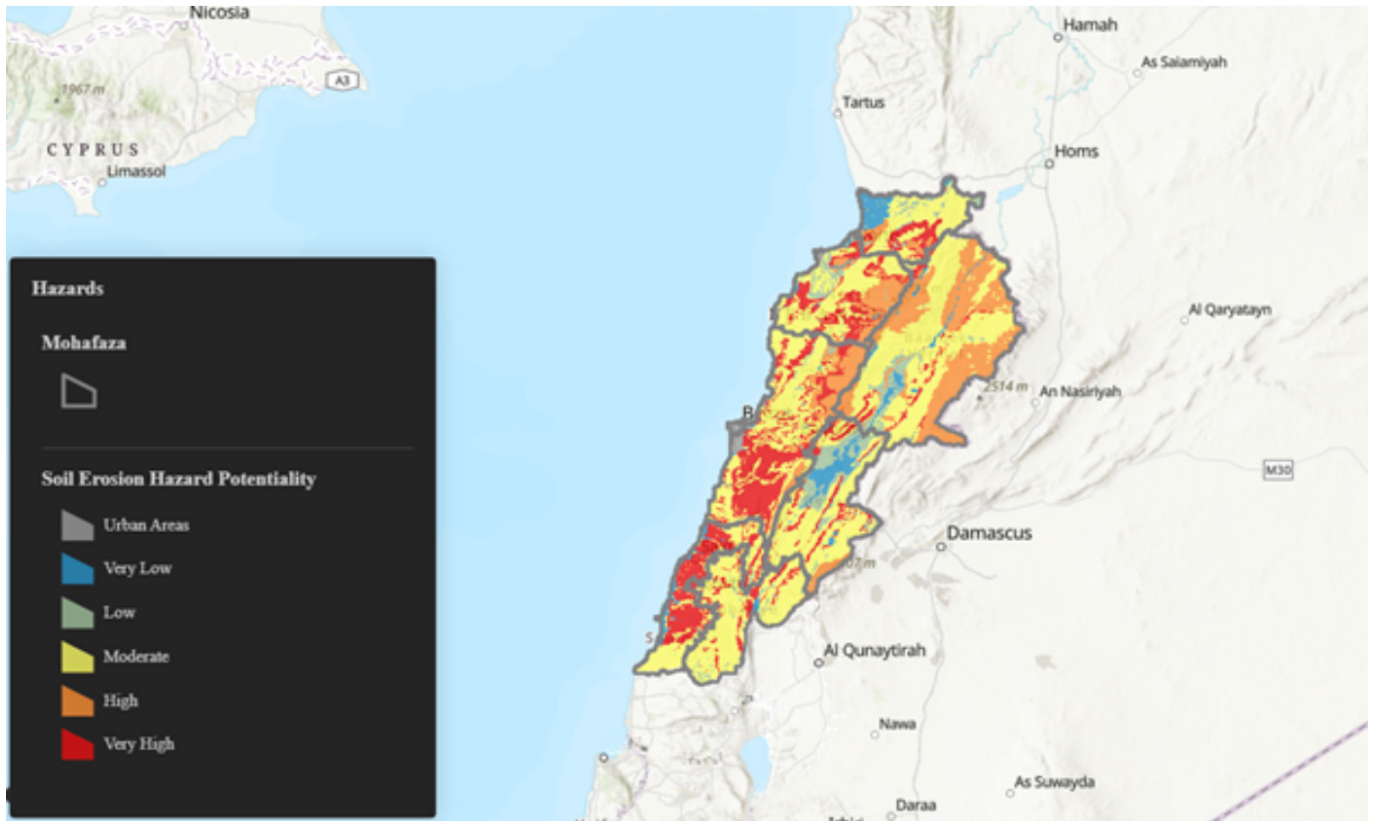 Nicosia
Hamah
As Salamiyah
A3
1967 m
Tartus
CYPRUS
Homs
Limassol
Hazards
Mohafaza
Al Qaryatayn
2514 m
An Nasiriyah
B
M30
Soil Erosion Hazard Potentiality
Urban Areas
Very Low
Damascus
07 m
Low
S
Moderate
Al Qunaytirah
High
Nawa
Very High
As Suwayda
Daraa